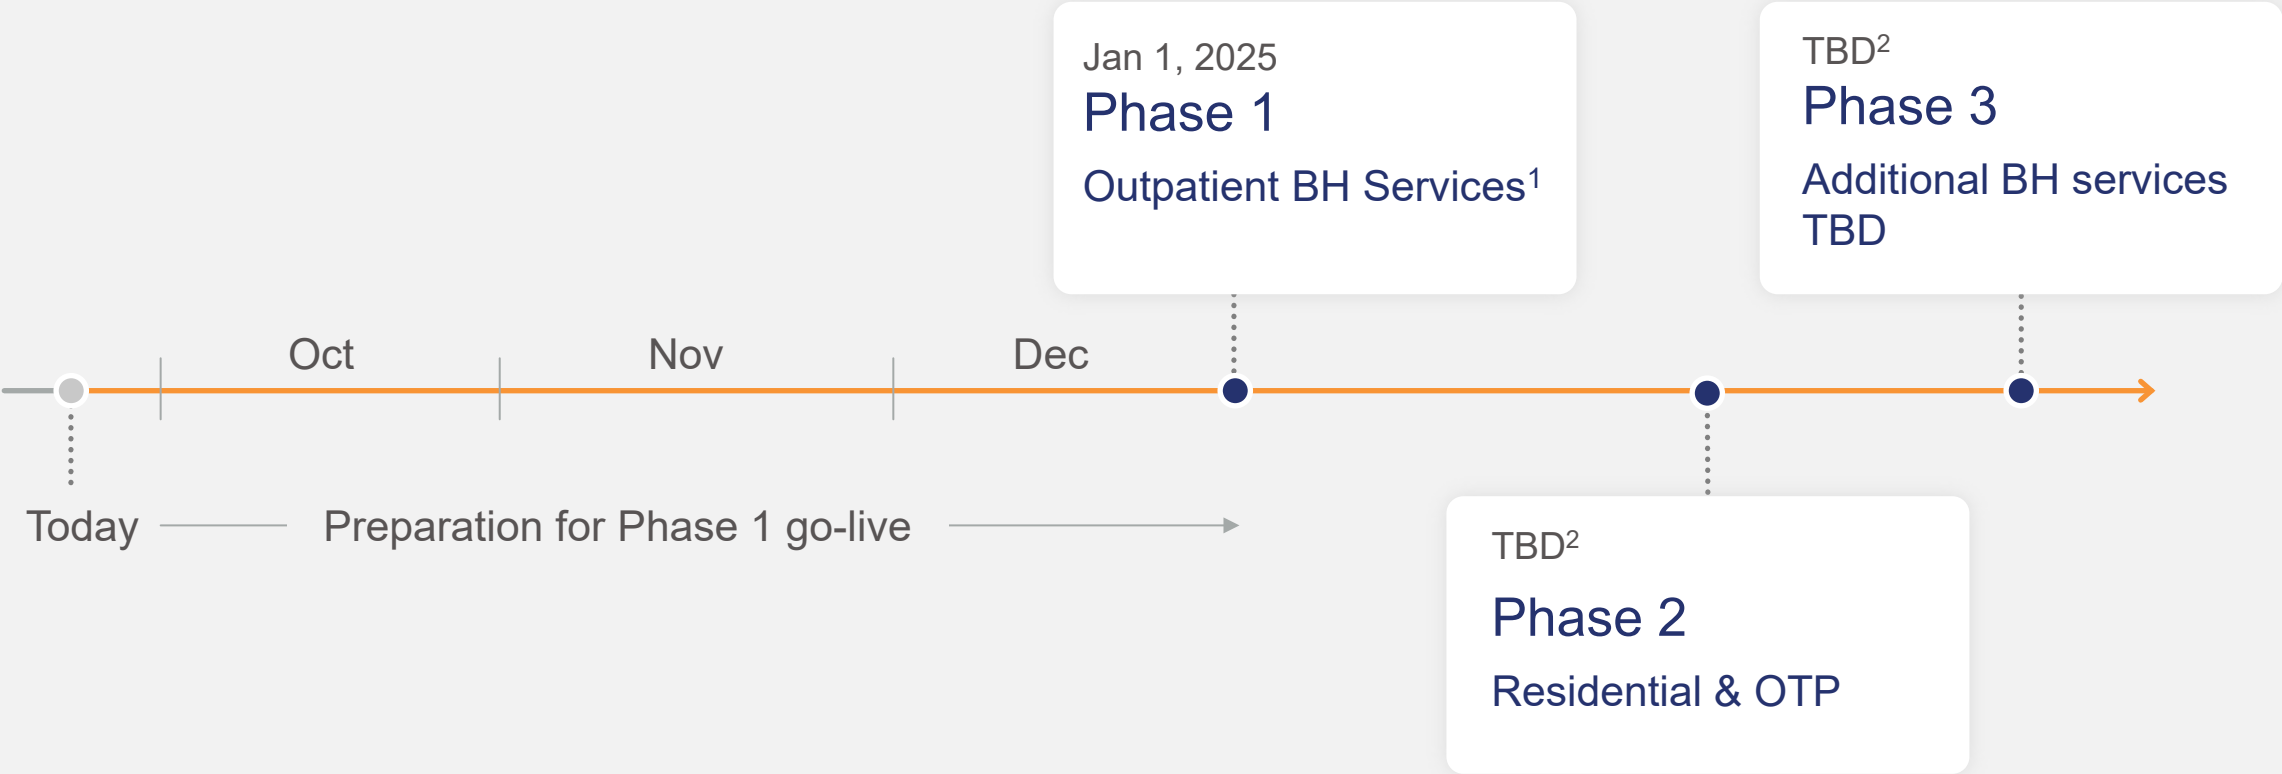 Jan 1, 2025
Phase 1
Outpatient BH Services¹
TBD²
Phase 3
Additional BH services
TBD
Oct
Nov
Dec
Today
Preparation for Phase 1 go-live
TBD²
Phase 2
Residential & OTP